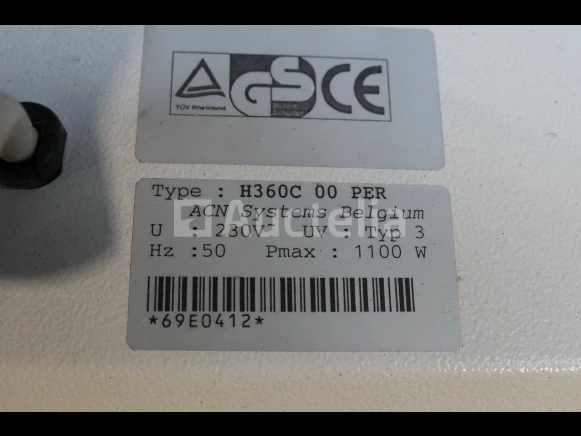 TÜV Rheinland
GS
CE
Type : H360C 00 PER
ACN Systems Belgium
U : 230V UV : Typ 3
Hz :50 Pmax : 1100 W
*69E0412*
Auctelia